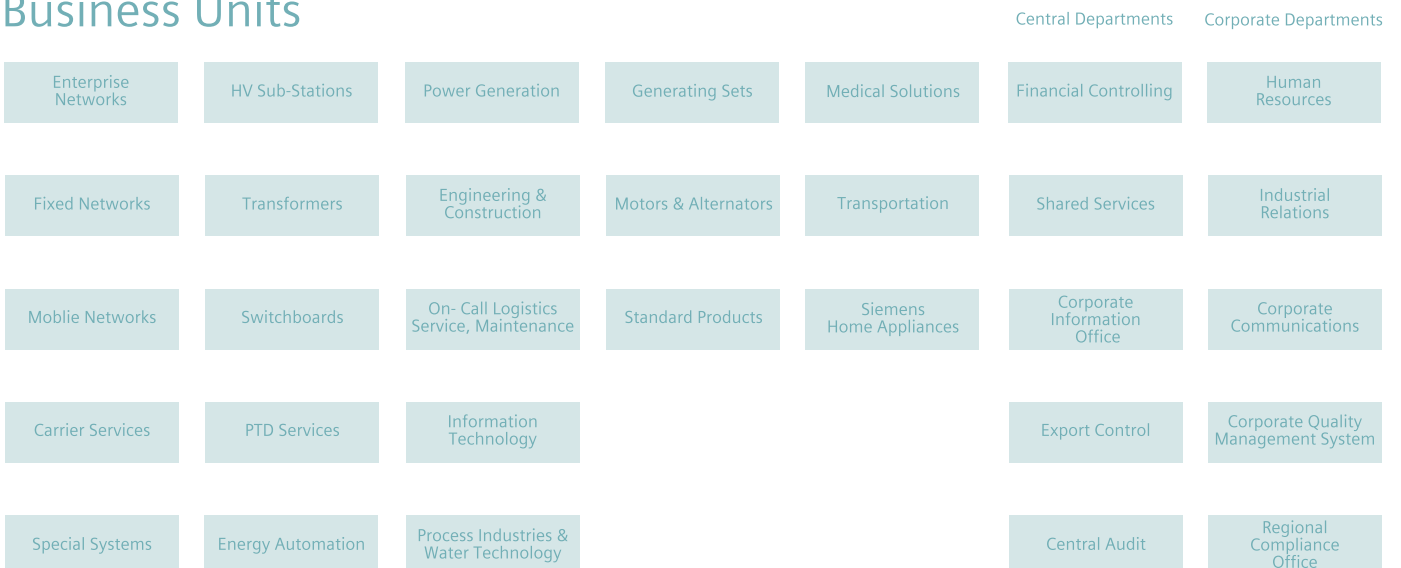 Business Units
Central Departments
Corporate Departments
Enterprise
Networks
HV Sub-Stations
Power Generation
Generating Sets
Medical Solutions
Financial Controlling
Human
Resources
Fixed Networks
Transformers
Engineering &
Construction
Motors & Alternators
Transportation
Shared Services
Industrial
Relations
Moblie Networks
Switchboards
On- Call Logistics
Service, Maintenance
Standard Products
Siemens
Home Appliances
Corporate
Information
Office
Corporate
Communications
Carrier Services
PTD Services
Information
Technology
Export Control
Corporate Quality
Management System
Special Systems
Energy Automation
Process Industries &
Water Technology
Central Audit
Regional
Compliance
Office